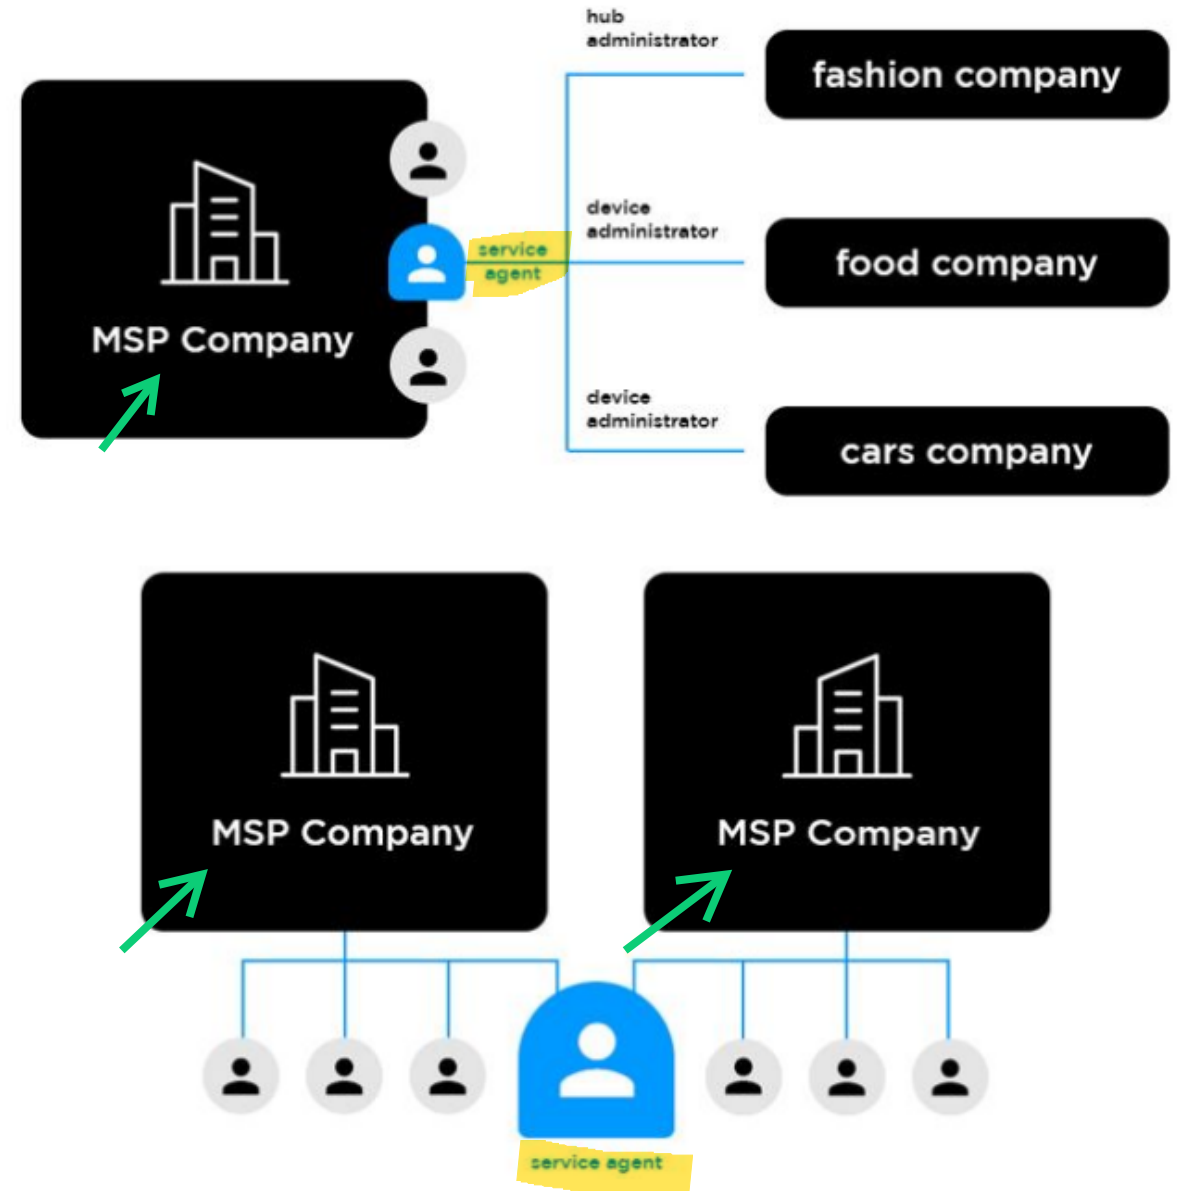 hub
administrator
fashion company
MSP Company
service
agent
device
administrator
food company
device
administrator
cars company
MSP Company
MSP Company
service agent